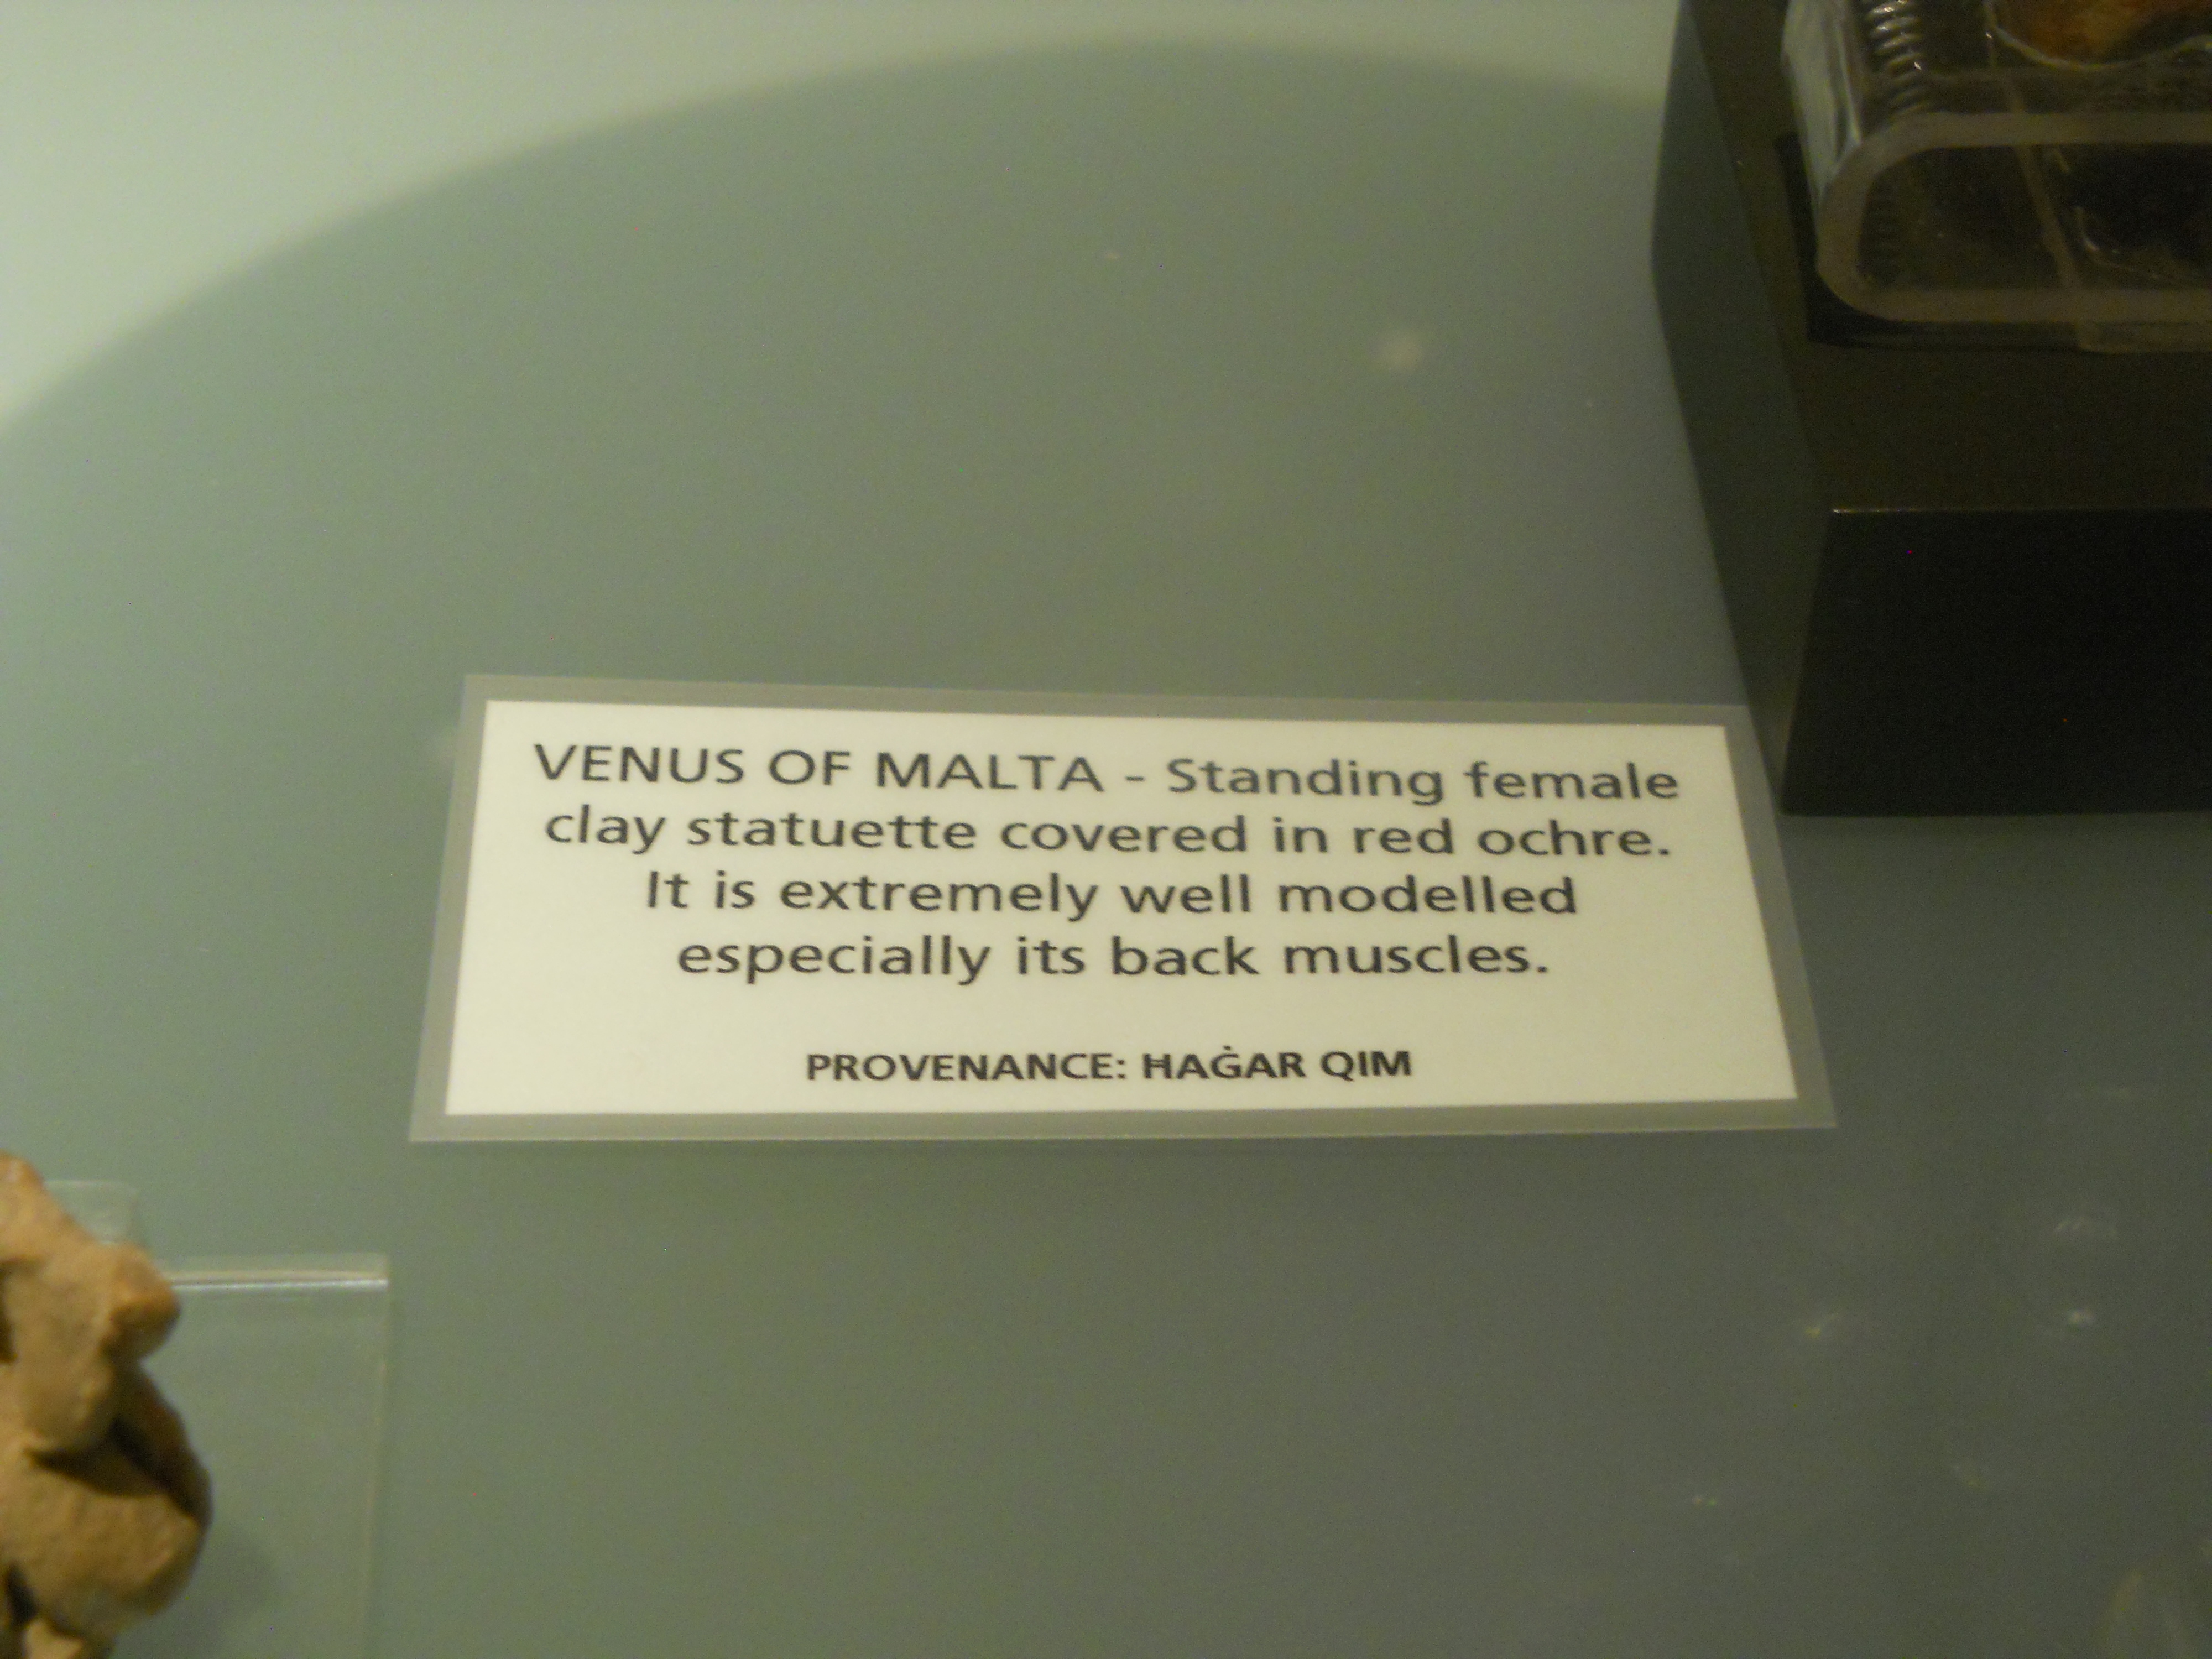 VENUS OF MALTA - Standing female
clay statuette covered in red ochre.
It is extremely well modelled
especially its back muscles.
PROVENANCE: ĦAĠAR QIM